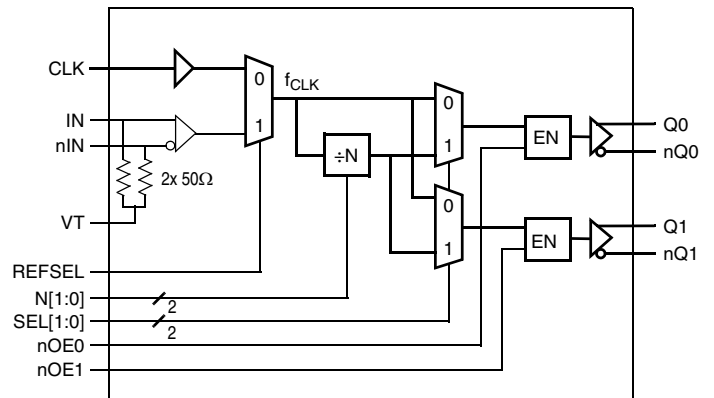 CLK
IN
nIN
2x 50Ω
VT
REFSEL
N[1:0]
2
SEL[1:0]
2
nOE0
nOE1
0
1
fCLK
÷N
0
1
0
1
EN
EN
Q0
nQ0
Q1
nQ1